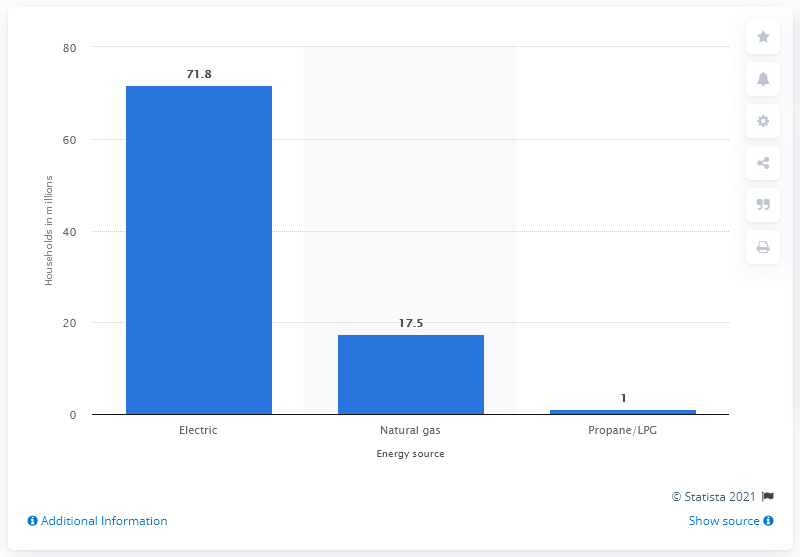 80
71.8
60
Households in millions
40
20
17.5
1
0
Electric
Natural gas
Propane/LPG
Energy source
© Statista 2021
Additional Information
Show source